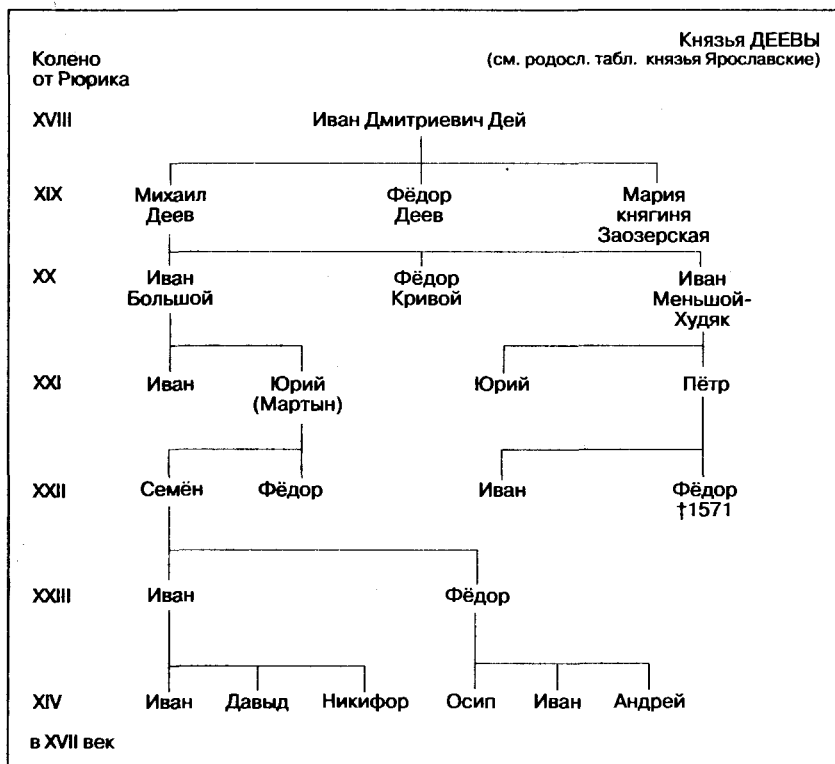 Князья ДЕЕВЫ
(см. родосл. табл. князья Ярославские)
Колено
от Рюрика
XVIII Иван Дмитриевич Дей
XIX Михаил Фёдор Мария
Деев Деев княгиня
Заозерская
XX Иван Фёдор Иван
Большой Кривой Меньшой-
Худяк
XXI Иван Юрий Юрий Пётр
(Мартын)
XXII Семён Фёдор Иван Фёдор
†1571
XXIII Иван Фёдор
XIV Иван Давыд Никифор Осип Иван Андрей
в XVII век